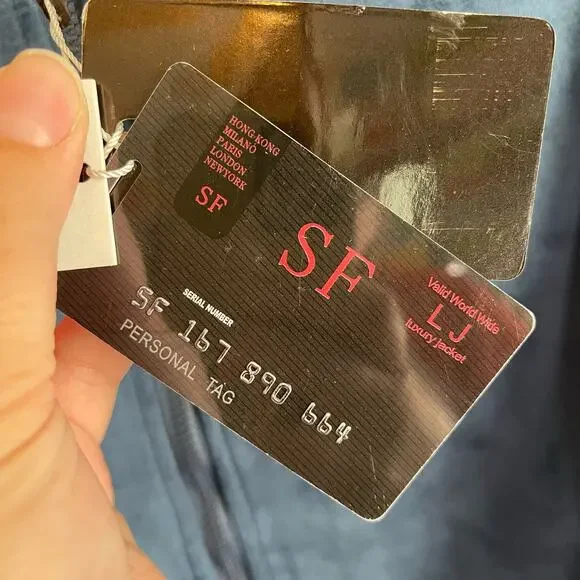 HONG KONG
MILANO
PARIS
LONDON
NEWYORK
SF
SF
Valid World Wide
LJ
luxury Jacket
SERIAL NUMBER
SF 167 890 664
PERSONAL TAG